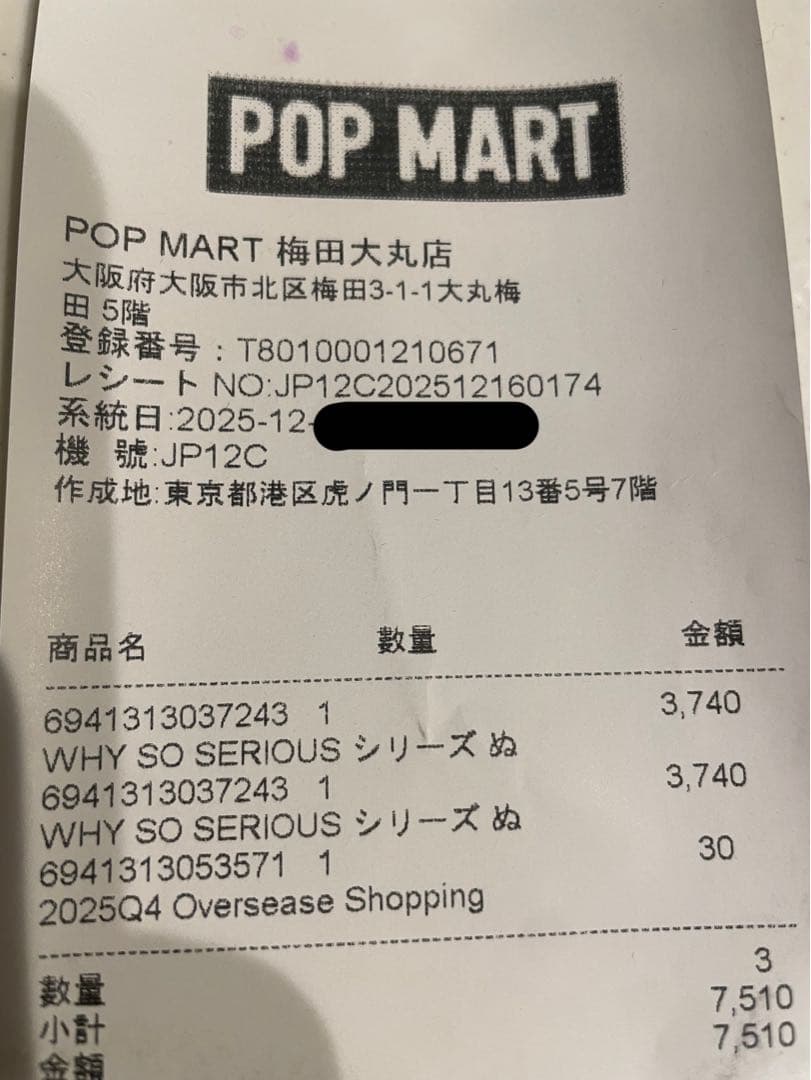 POP MART
POP MART 梅田大丸店
大阪府大阪市北区梅田3-1-1大丸梅
田 5階
登録番号：T8010001210671
レシート NO:JP12C202512160174
系統日:2025-12-
機 號:JP12C
作成地:東京都港区虎ノ門一丁目13番5号7階
商品名 數量 金額
6941313037243 1 3,740
WHY SO SERIOUS シリーズ ぬ
6941313037243 1 3,740
WHY SO SERIOUS シリーズ ぬ
6941313053571 1 30
2025Q4 Oversease Shopping
數量 3
小計 7,510
金額 7,510